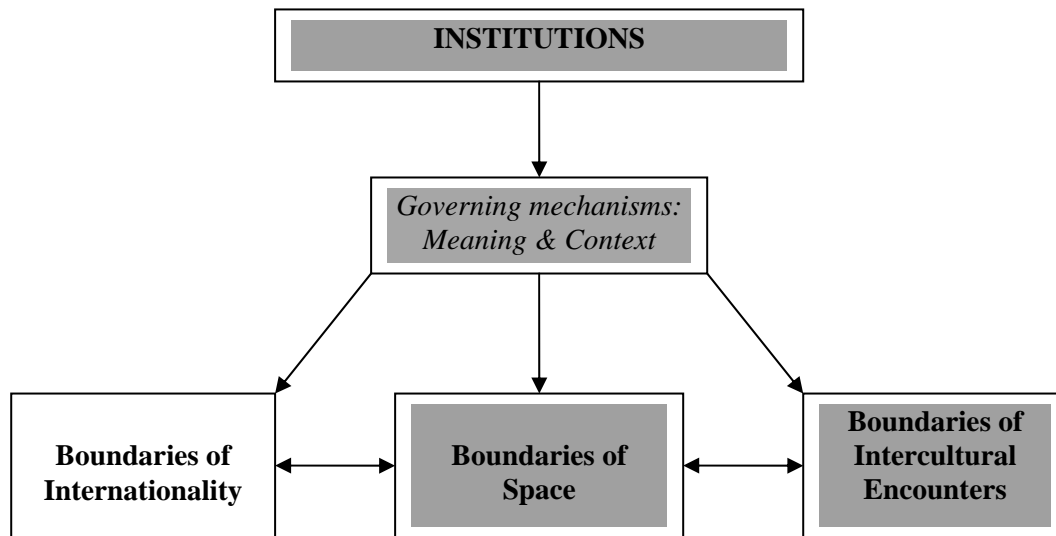 INSTITUTIONS
Governing mechanisms:
Meaning & Context
Boundaries of
Internationality
Boundaries of
Space
Boundaries of
Intercultural
Encounters